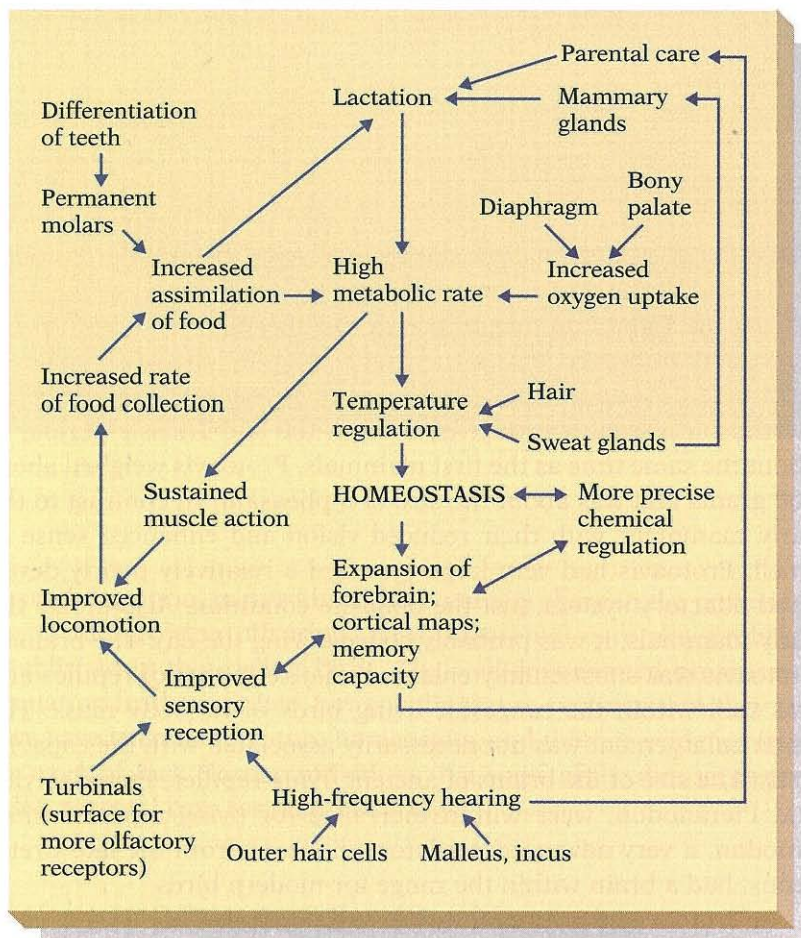 Parental care
Lactation
Mammary
glands
Differentiation
of teeth
Permanent
molars
Diaphragm
Bony
palate
Increased
assimilation
of food
High
metabolic rate
Increased
oxygen uptake
Increased rate
of food collection
Temperature
regulation
Hair
Sweat glands
Sustained
muscle action
HOMEOSTASIS
More precise
chemical
regulation
Improved
locomotion
Expansion of
forebrain;
cortical maps;
memory
capacity
Improved
sensory
reception
Turbinals
(surface for
more olfactory
receptors)
High-frequency hearing
Outer hair cells
Malleus, incus